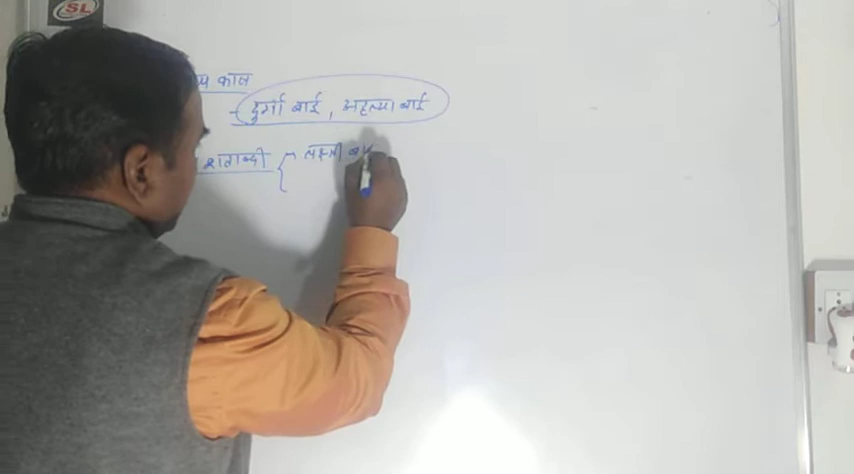 SL
काल
- दुर्गा बाई, अहल्या बाई
शताब्दी { - लक्ष्मी